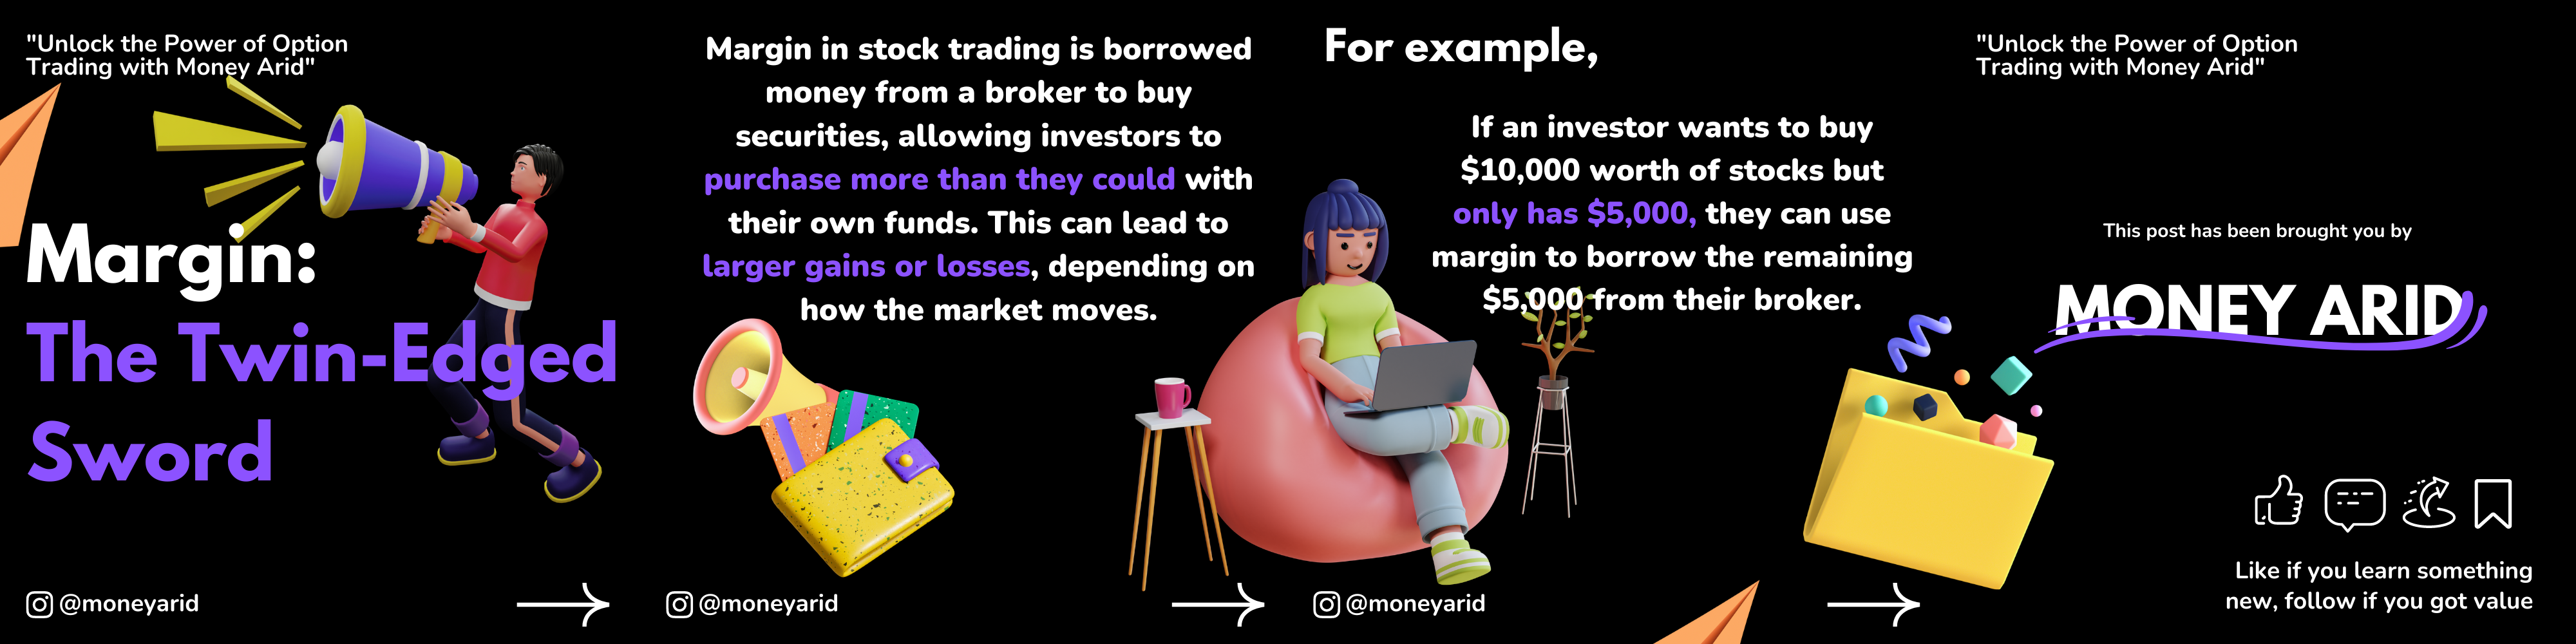 "Unlock the Power of Option
Trading with Money Arid"
Margin:
The Twin-Edged
Sword
@moneyarid
Margin in stock trading is borrowed
money from a broker to buy
securities, allowing investors to
purchase more than they could with
their own funds. This can lead to
larger gains or losses, depending on
how the market moves.
@moneyarid
For example,
If an investor wants to buy
$10,000 worth of stocks but
only has $5,000, they can use
margin to borrow the remaining
$5,000 from their broker.
@moneyarid
"Unlock the Power of Option
Trading with Money Arid"
This post has been brought you by
MONEY ARID
Like if you learn something
new, follow if you got value